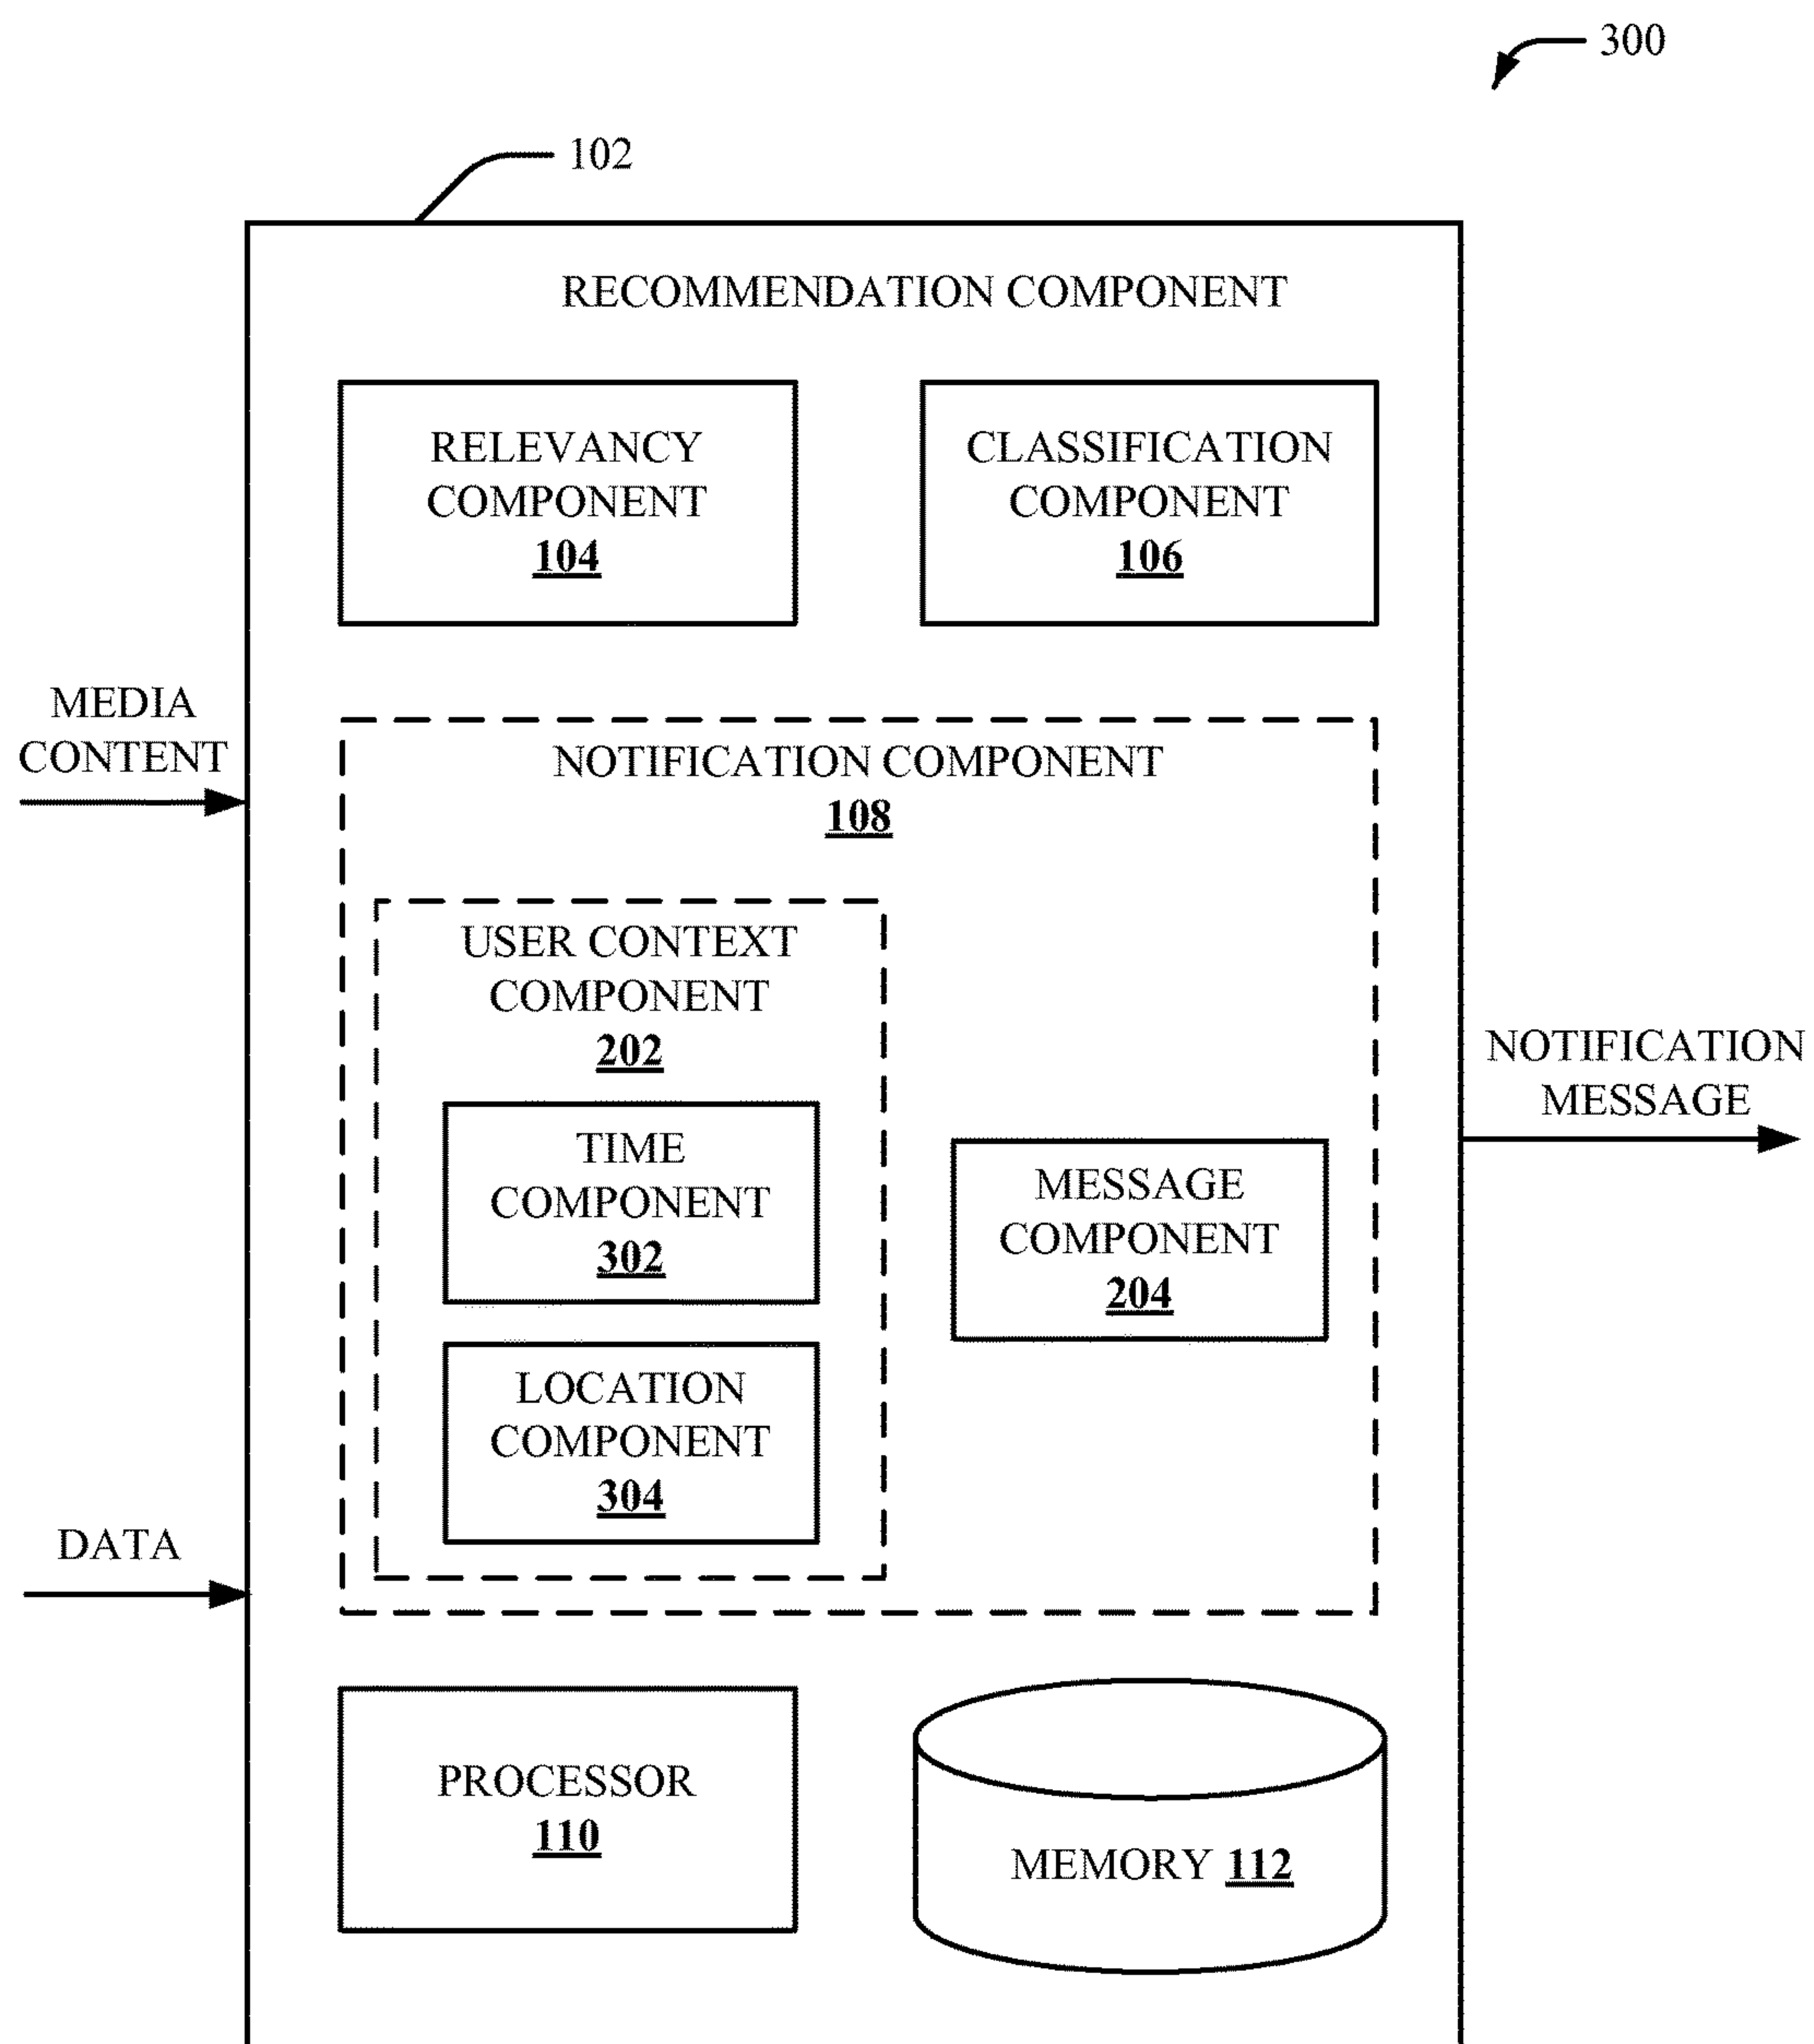 300
102
RECOMMENDATION COMPONENT
RELEVANCY
COMPONENT
104
CLASSIFICATION
COMPONENT
106
MEDIA
CONTENT
NOTIFICATION COMPONENT
108
USER CONTEXT
COMPONENT
202
TIME
COMPONENT
302
LOCATION
COMPONENT
304
MESSAGE
COMPONENT
204
NOTIFICATION
MESSAGE
DATA
PROCESSOR
110
MEMORY 112